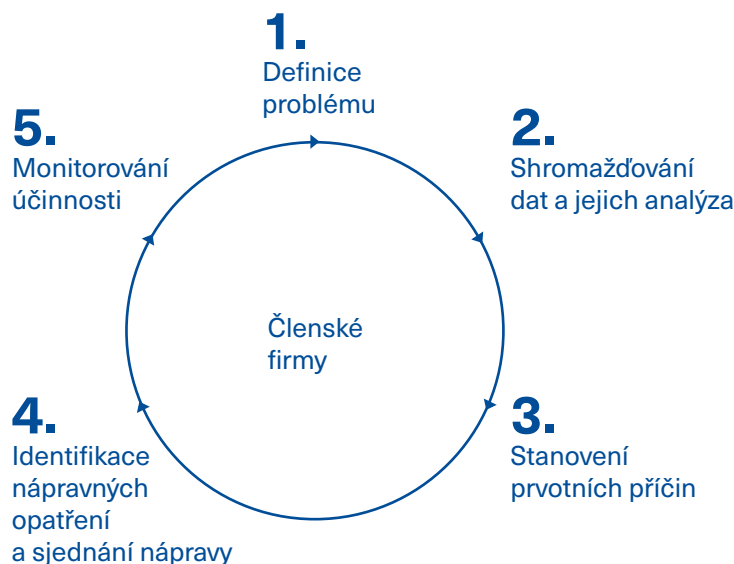 1.
Definice
problému
2.
Shromažďování
dat a jejich analýza
3.
Stanovení
prvotních příčin
4.
Identifikace
nápravných
opatření
a sjednání nápravy
5.
Monitorování
účinnosti
Členské
firmy